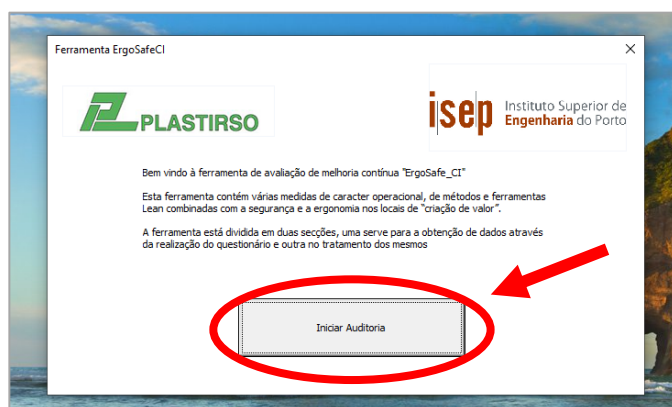 Ferramenta ErgoSafeCI
PLASTIRSO
isep
Instituto Superior de
Engenharia do Porto
Bem vindo à ferramenta de avaliação de melhoria contínua "ErgoSafe_CI"
Esta ferramenta contém várias medidas de caracter operacional, de métodos e ferramentas
Lean combinadas com a segurança e a ergonomia nos locais de "criação de valor".
A ferramenta está dividida em duas secções, uma serve para a obtenção de dados através
da realização do questionário e outra no tratamento dos mesmos
Iniciar Auditoria